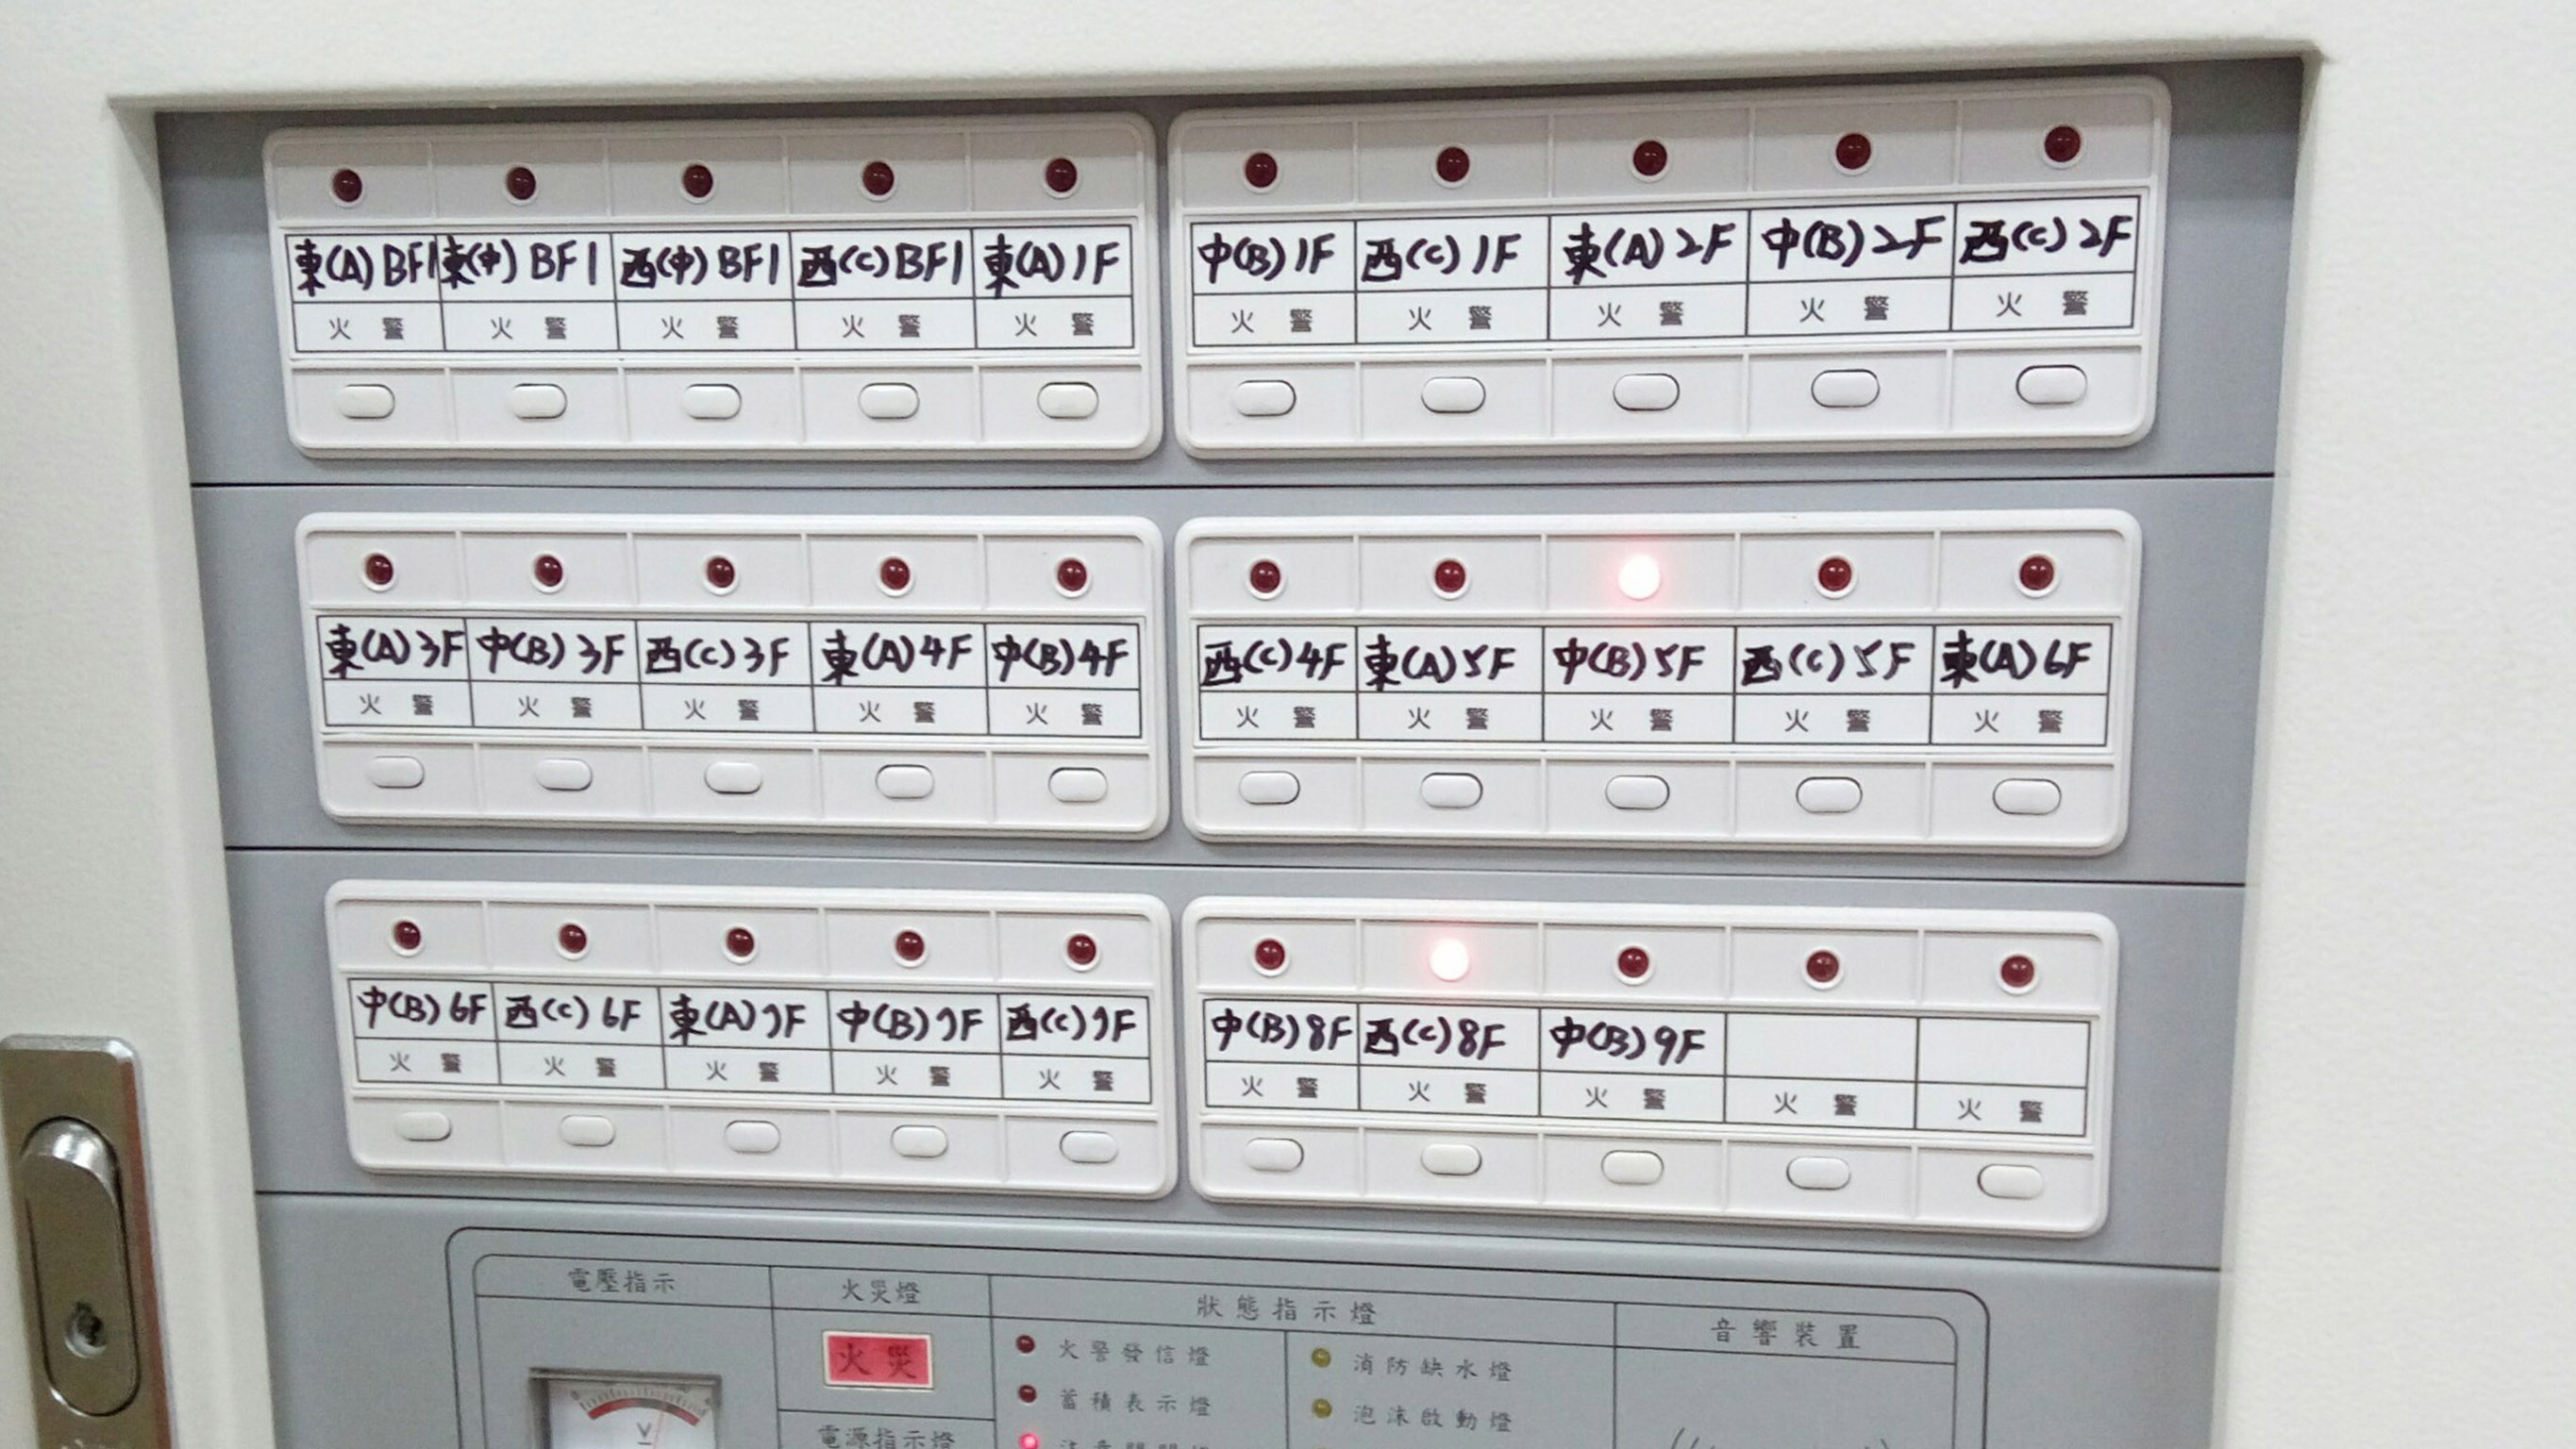 東(A)BF1 東(中)BF1 西(中)BF1 西(C)BF1 東(A)1F 中(B)1F 西(C)1F 東(A)2F 中(B)2F 西(C)2F
火警 火警 火警 火警 火警 火警 火警 火警 火警 火警
東(A)3F 中(B)3F 西(C)3F 東(A)4F 中(B)4F 西(C)4F 東(A)5F 中(B)5F 西(C)5F 東(A)6F
火警 火警 火警 火警 火警 火警 火警 火警 火警 火警
中(B)6F 西(C)6F 東(A)7F 中(B)7F 西(C)7F 中(B)8F 西(C)8F 中(B)9F
火警 火警 火警 火警 火警 火警 火警 火警 火警 火警
電壓指示 火災燈 狀態指示燈 音響裝置
火災 火警發信燈 消防缺水燈
蓄積表示燈 泡沫啟動燈
電源指示燈
V